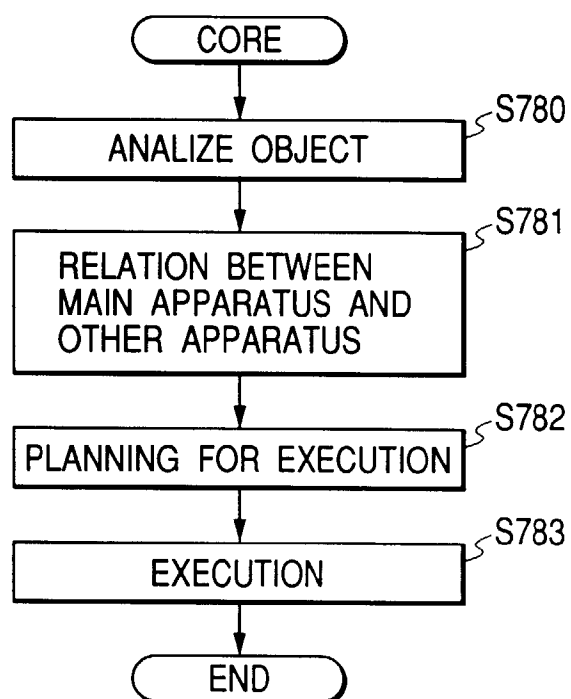 CORE
S780
ANALIZE OBJECT
S781
RELATION BETWEEN
MAIN APPARATUS AND
OTHER APPARATUS
S782
PLANNING FOR EXECUTION
S783
EXECUTION
END